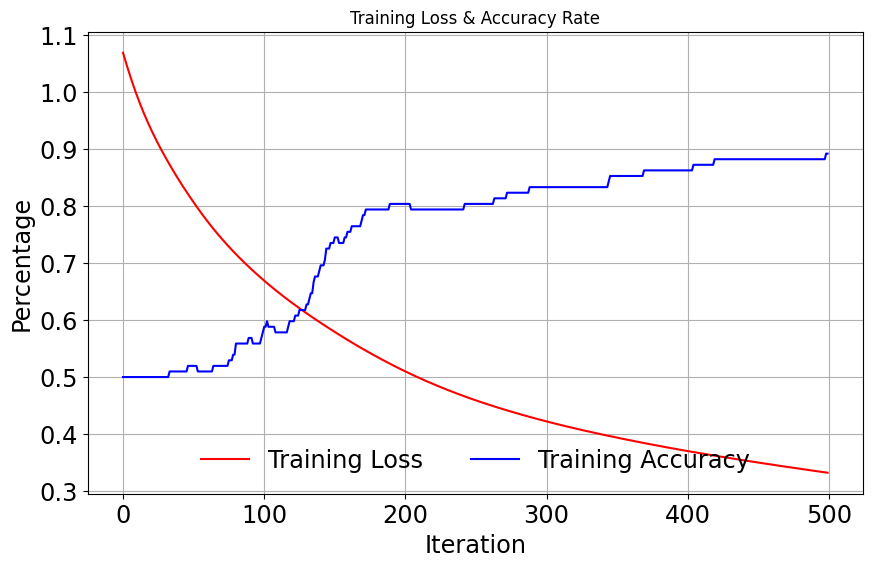 Training Loss & Accuracy Rate
1.1
1.0
0.9
0.8
0.7
0.6
0.5
0.4
0.3
Percentage
Training Loss
Training Accuracy
0 100 200 300 400 500
Iteration